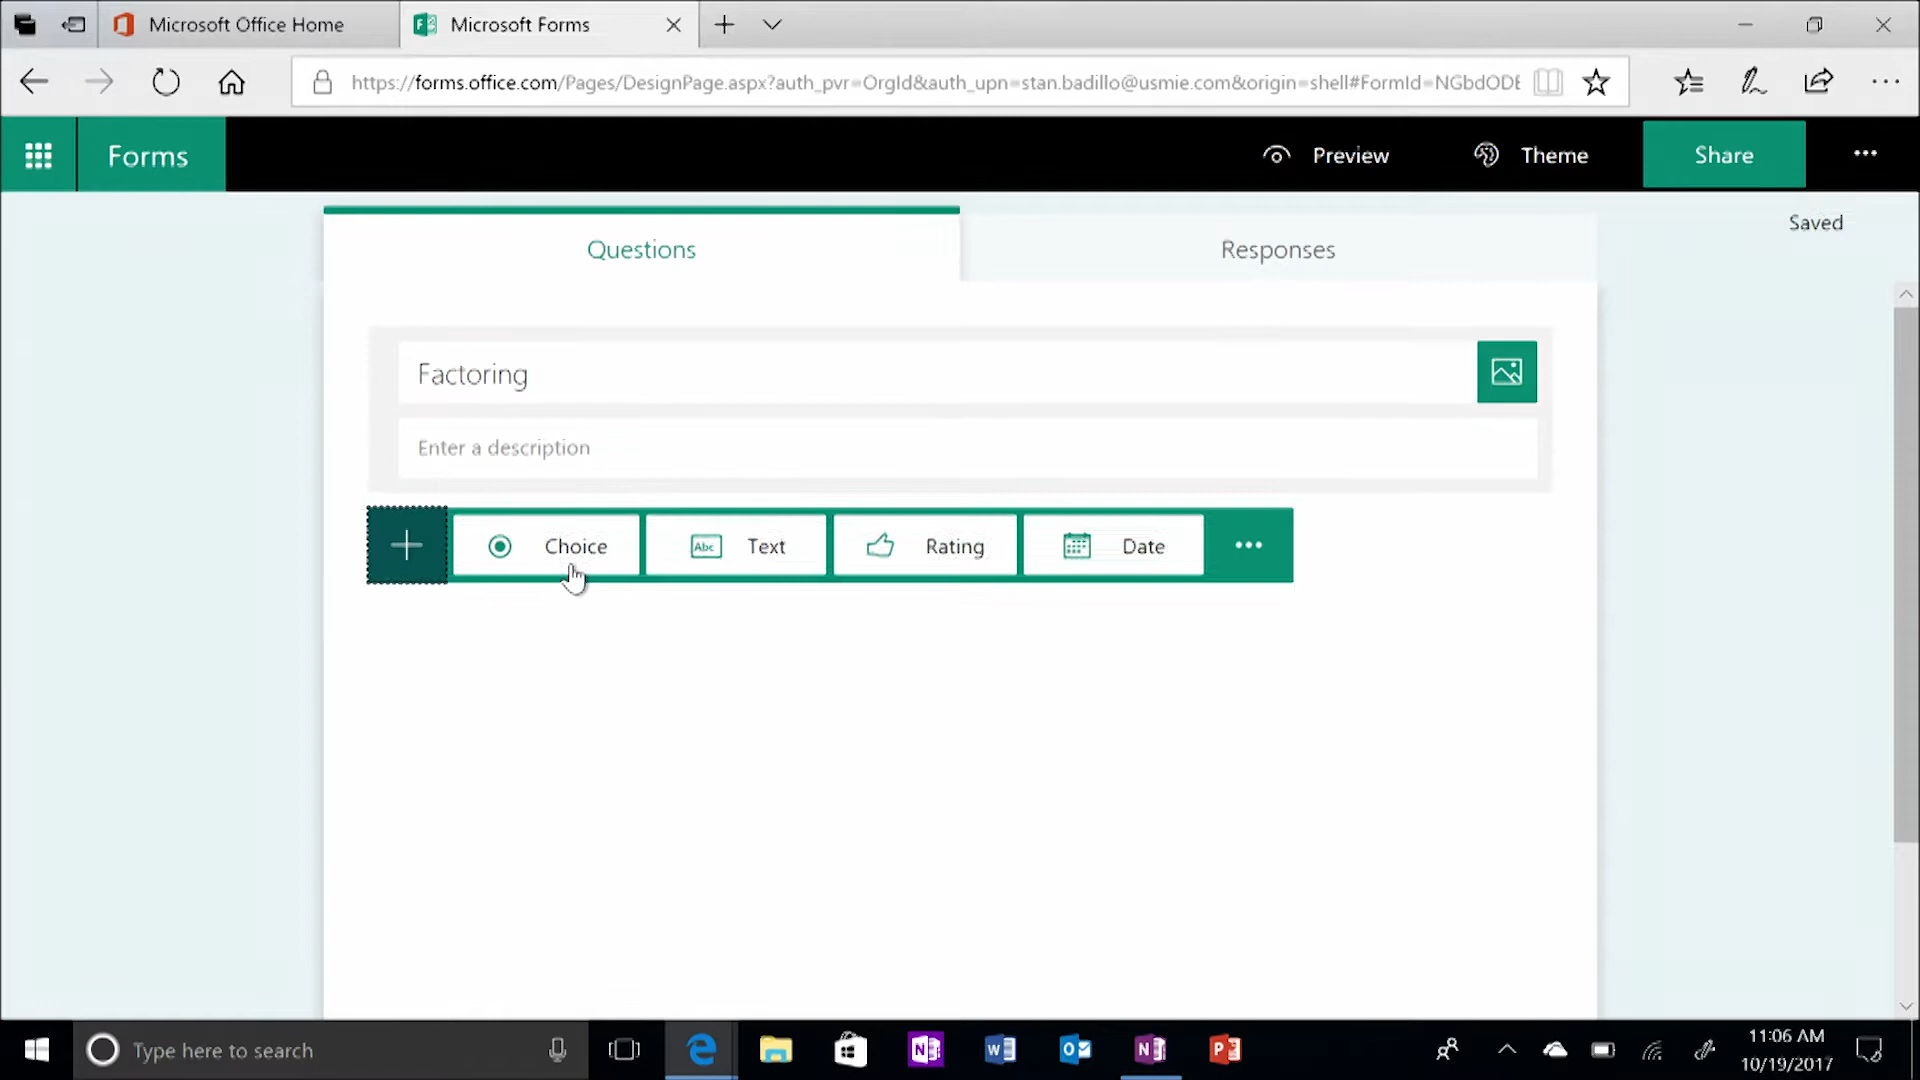 Microsoft Office Home
Microsoft Forms
https://forms.office.com/Pages/DesignPage.aspx?auth_pvr=OrgId&auth_upn=stan.badillo@usmie.com&origin=shell#FormId=NGbdODE
Forms
Preview
Theme
Share
Saved
Questions
Responses
Factoring
Enter a description
Choice
Abc
Text
Rating
Date
Type here to search
11:06 AM
10/19/2017